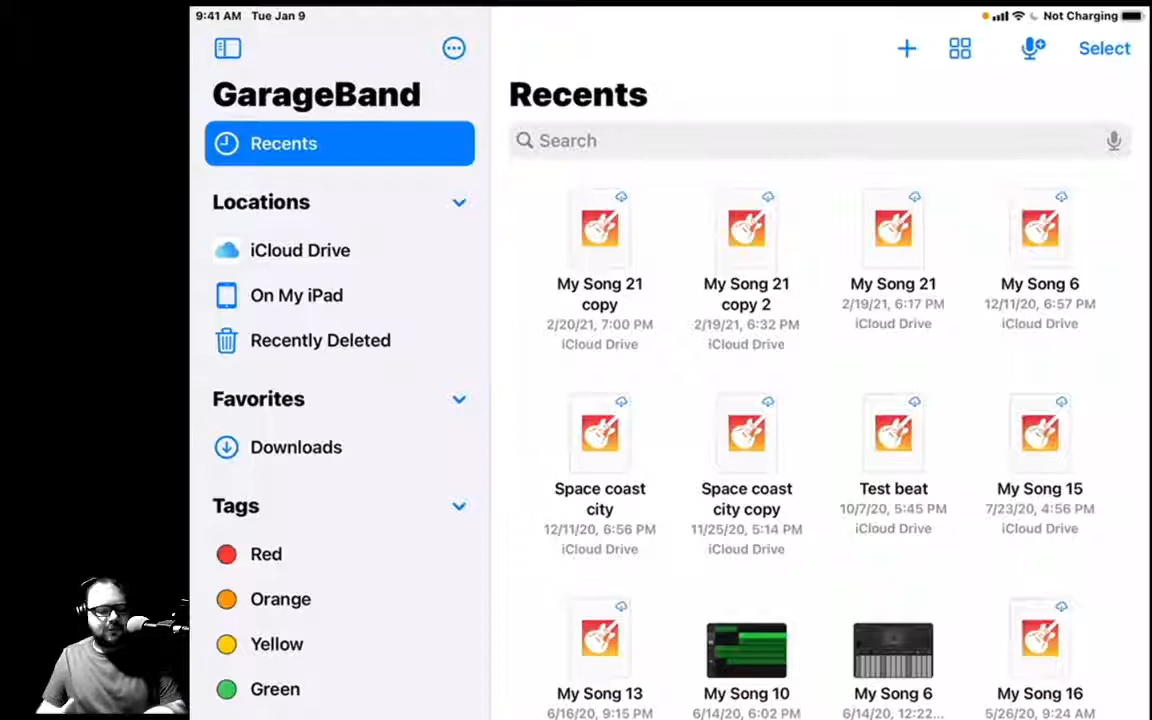 9:41 AM Tue Jan 9
Not Charging
Select
GarageBand
Recents
Locations
iCloud Drive
On My iPad
Recently Deleted
Favorites
Downloads
Tags
Red
Orange
Yellow
Green
Recents
Search
My Song 21
copy
2/20/21, 7:00 PM
iCloud Drive
My Song 21
copy 2
2/19/21, 6:32 PM
iCloud Drive
My Song 21
2/19/21, 6:17 PM
iCloud Drive
My Song 6
12/11/20, 6:57 PM
iCloud Drive
Space coast
city
12/11/20, 6:56 PM
iCloud Drive
Space coast
city copy
11/25/20, 5:14 PM
iCloud Drive
Test beat
10/7/20, 5:45 PM
iCloud Drive
My Song 15
7/23/20, 4:56 PM
iCloud Drive
My Song 13
6/16/20, 9:15 PM
My Song 10
6/14/20, 6:02 PM
My Song 6
6/14/20, 12:22...
My Song 16
5/26/20, 9:24 AM